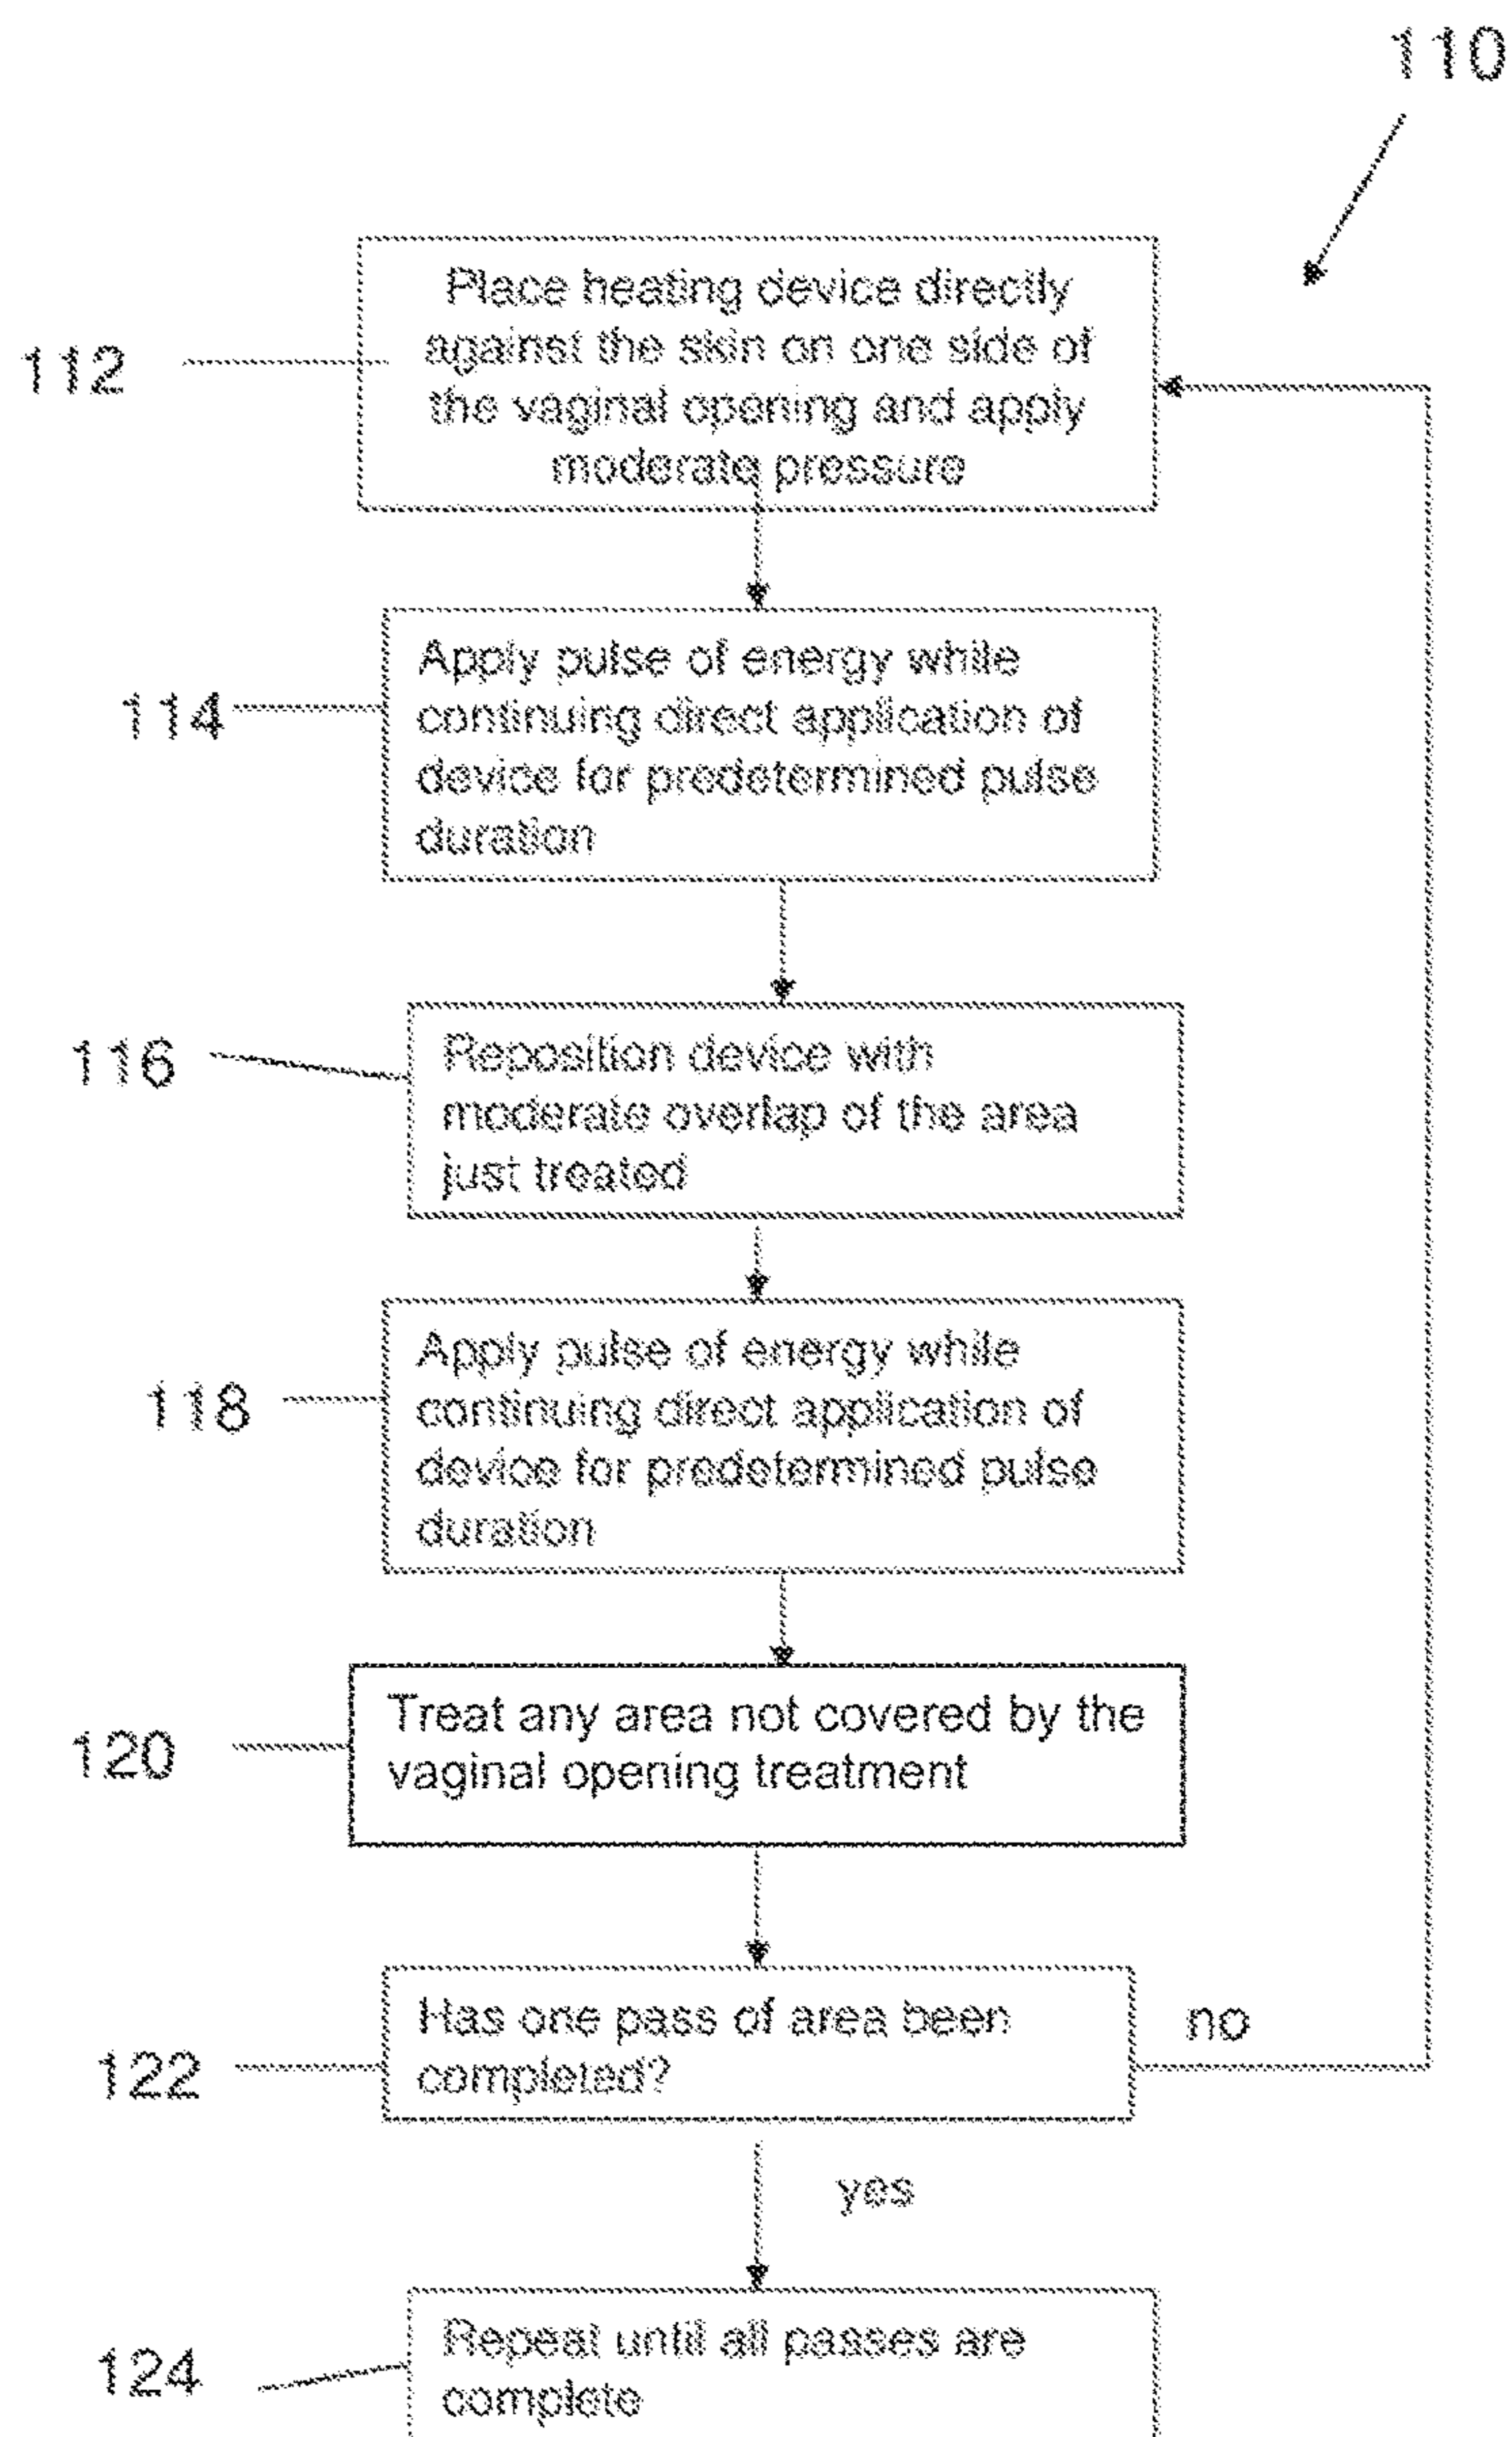 110
112
Place heating device directly
against the skin on one side of
the vaginal opening and apply
moderate pressure
114
Apply pulse of energy while
continuing direct application of
device for predetermined pulse
duration
116
Reposition device with
moderate overlap of the area
just treated
118
Apply pulse of energy while
continuing direct application of
device for predetermined pulse
duration
120
Treat any area not covered by the
vaginal opening treatment
122
Has one pass of area been
completed?
no
yes
124
Repeat until all passes are
complete